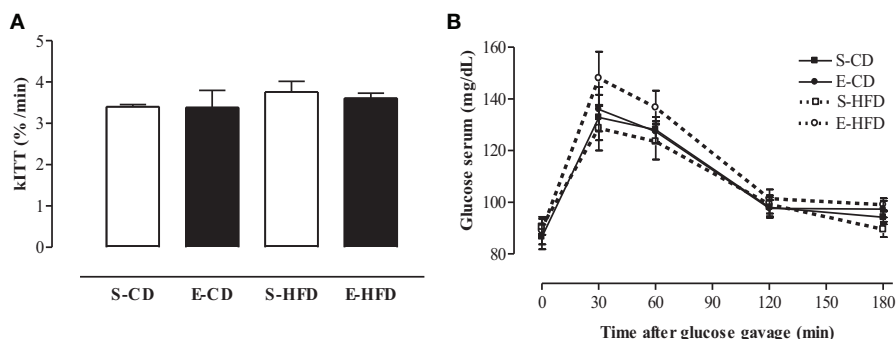 A
kITT (% /min)
5
4
3
2
1
0
S-CD E-CD S-HFD E-HFD
B
Glucose serum (mg/dL)
160
140
120
100
80
S-CD
E-CD
S-HFD
E-HFD
0 30 60 90 120 150 180
Time after glucose gavage (min)